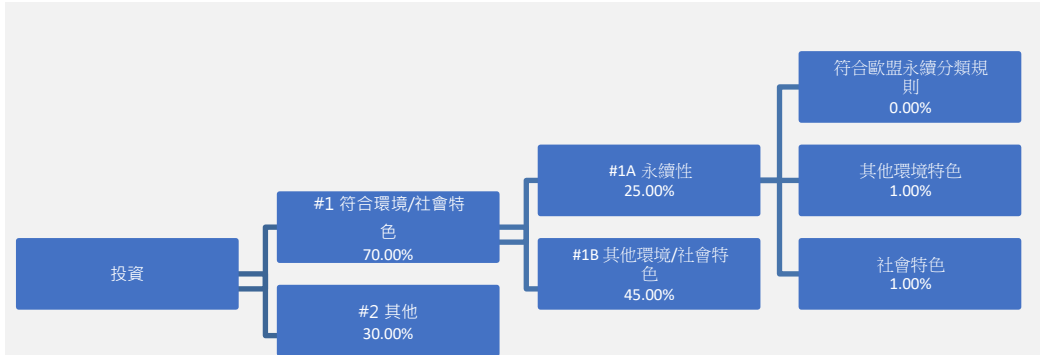 投資
#1 符合環境/社會特
色
70.00%
#2 其他
30.00%
#1A 永續性
25.00%
#1B 其他環境/社會特
色
45.00%
符合歐盟永續分類規
則
0.00%
其他環境特色
1.00%
社會特色
1.00%